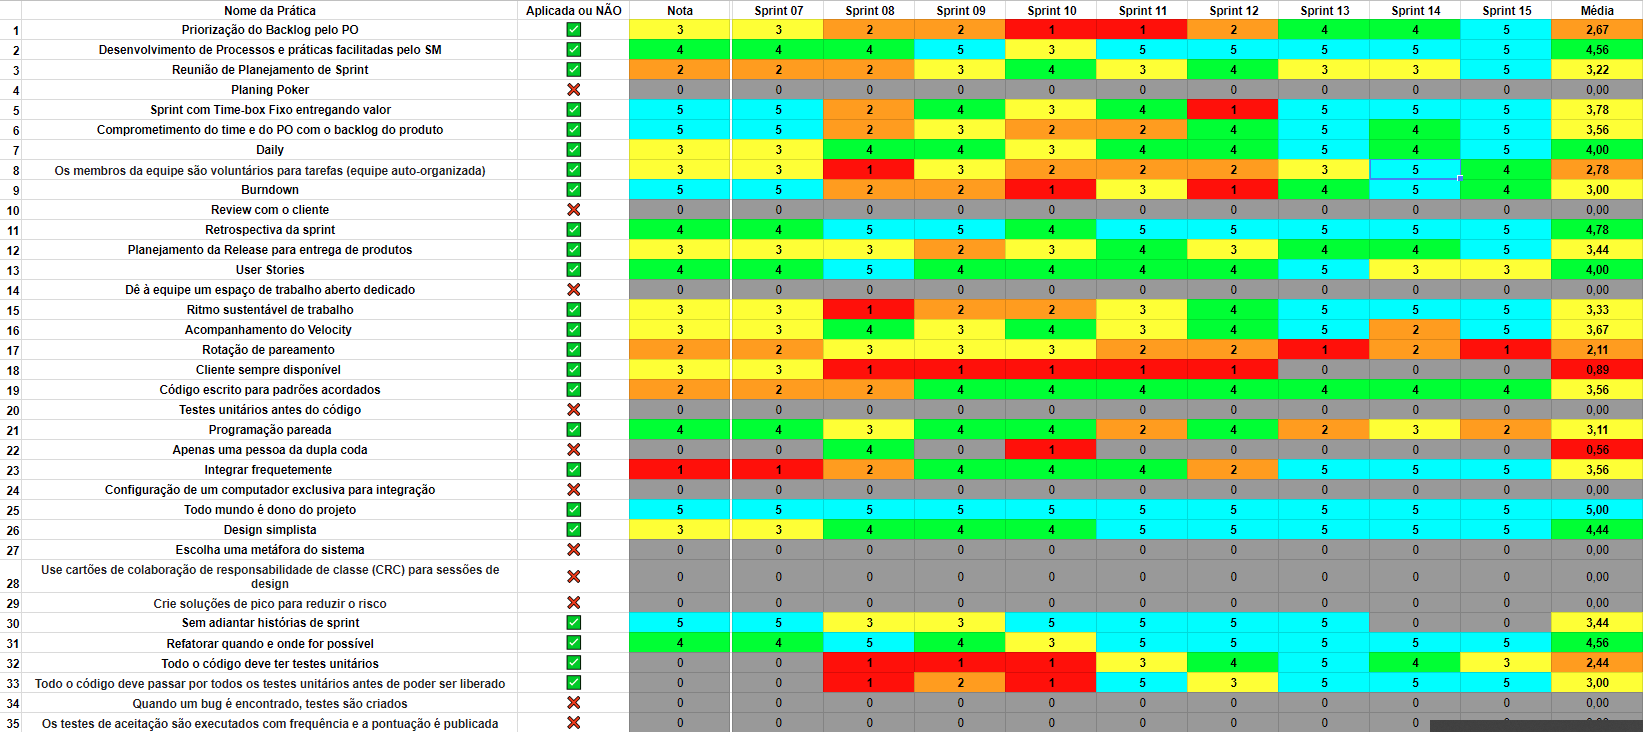 Nome da Prática Aplicada ou NÃO Nota Sprint 07 Sprint 08 Sprint 09 Sprint 10 Sprint 11 Sprint 12 Sprint 13 Sprint 14 Sprint 15 Média
1 Priorização do Backlog pelo PO 3 3 2 2 1 1 2 4 4 5 2,67
2 Desenvolvimento de Processos e práticas facilitadas pelo SM 4 4 4 5 3 5 5 5 5 5 4,56
3 Reunião de Planejamento de Sprint 2 2 2 3 4 3 4 3 3 5 3,22
4 Planing Poker 0 0 0 0 0 0 0 0 0 0 0,00
5 Sprint com Time-box Fixo entregando valor 5 5 2 4 3 4 1 5 5 5 3,78
6 Comprometimento do time e do PO com o backlog do produto 5 5 2 3 2 2 4 5 4 5 3,56
7 Daily 3 3 4 4 3 4 4 5 4 5 4,00
8 Os membros da equipe são voluntários para tarefas (equipe auto-organizada) 3 3 1 3 2 2 2 3 5 4 2,78
9 Burndown 5 5 2 2 1 3 1 4 5 4 3,00
10 Review com o cliente 0 0 0 0 0 0 0 0 0 0 0,00
11 Retrospectiva da sprint 4 4 5 5 4 5 5 5 5 5 4,78
12 Planejamento da Release para entrega de produtos 3 3 3 2 3 4 3 4 4 5 3,44
13 User Stories 4 4 5 4 4 4 4 5 3 3 4,00
14 Dê à equipe um espaço de trabalho aberto dedicado 0 0 0 0 0 0 0 0 0 0 0,00
15 Ritmo sustentável de trabalho 3 3 1 2 2 3 4 5 5 5 3,33
16 Acompanhamento do Velocity 3 3 4 3 4 3 4 5 2 5 3,67
17 Rotação de pareamento 2 2 3 3 3 2 2 1 2 1 2,11
18 Cliente sempre disponível 3 3 1 1 1 1 1 0 0 0 0,89
19 Código escrito para padrões acordados 2 2 2 4 4 4 4 4 4 4 3,56
20 Testes unitários antes do código 0 0 0 0 0 0 0 0 0 0 0,00
21 Programação pareada 4 4 3 4 4 2 4 2 3 2 3,11
22 Apenas uma pessoa da dupla coda 0 0 4 0 1 0 0 0 0 0 0,56
23 Integrar frequetemente 1 1 2 4 4 4 2 5 5 5 3,56
24 Configuração de um computador exclusiva para integração 0 0 0 0 0 0 0 0 0 0 0,00
25 Todo mundo é dono do projeto 5 5 5 5 5 5 5 5 5 5 5,00
26 Design simplista 3 3 4 4 4 5 5 5 5 5 4,44
27 Escolha uma metáfora do sistema 0 0 0 0 0 0 0 0 0 0 0,00
Use cartões de colaboração de responsabilidade de classe (CRC) para sessões de
28 design 0 0 0 0 0 0 0 0 0 0 0,00
29 Crie soluções de pico para reduzir o risco 0 0 0 0 0 0 0 0 0 0 0,00
30 Sem adiantar histórias de sprint 5 5 3 3 5 5 5 5 0 0 3,44
31 Refatorar quando e onde for possível 4 4 5 4 3 5 5 5 5 5 4,56
32 Todo o código deve ter testes unitários 0 0 1 1 1 3 4 5 4 3 2,44
33 Todo o código deve passar por todos os testes unitários antes de poder ser liberado 0 0 1 2 1 5 3 5 5 5 3,00
34 Quando um bug é encontrado, testes são criados 0 0 0 0 0 0 0 0 0 0 0,00
35 Os testes de aceitação são executados com frequência e a pontuação é publicada 0 0 0 0 0 0 0 0 0 0 0,00